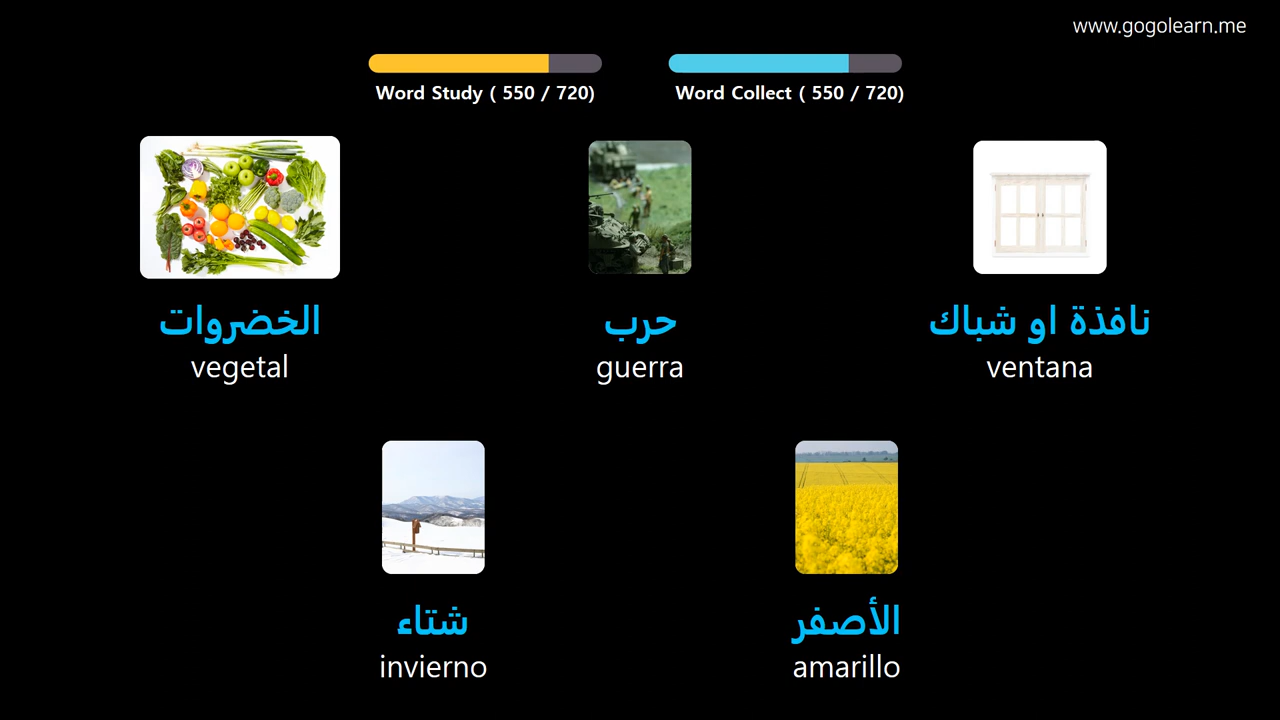 www.gogolearn.me
Word Study ( 550 / 720)
Word Collect ( 550 / 720)
الخضروات
vegetal
حرب
guerra
نافذة او شباك
ventana
شتاء
invierno
الأصفر
amarillo